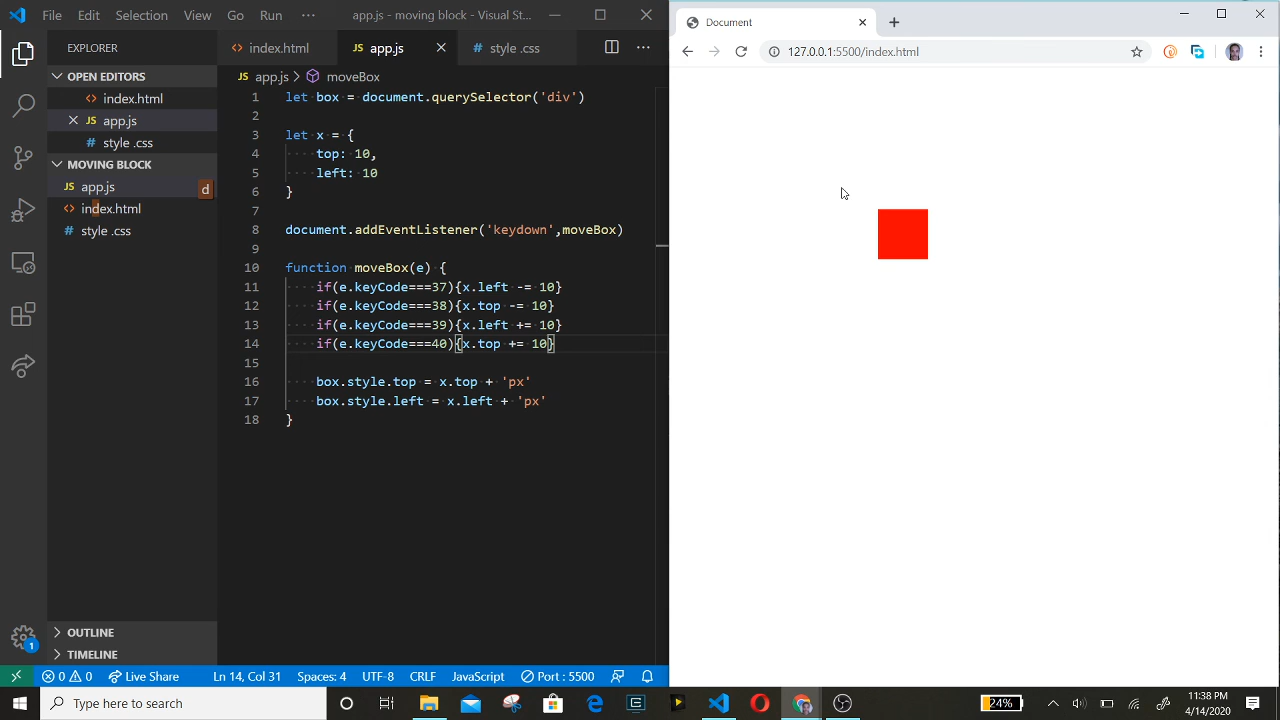 File Edit Selection View Go Run ··· app.js - moving block - Visual St...
EXPLORER
OPEN EDITORS
index.html
JS app.js
# style .css
MOVING BLOCK
JS app.js d
index.html
# style .css
OUTLINE
TIMELINE
1
index.html JS app.js # style .css ···
JS app.js > moveBox
1 let box = document.querySelector('div')
2
3 let x = {
4 top: 10,
5 left: 10
6 }
7
8 document.addEventListener('keydown',moveBox)
9
10 function moveBox(e) {
11 if(e.keyCode===37){x.left -= 10}
12 if(e.keyCode===38){x.top -= 10}
13 if(e.keyCode===39){x.left += 10}
14 if(e.keyCode===40){x.top += 10}
15
16 box.style.top = x.top + 'px'
17 box.style.left = x.left + 'px'
18 }
0 0 Live Share Ln 14, Col 31 Spaces: 4 UTF-8 CRLF JavaScript Port : 5500
Document
127.0.0.1:5500/index.html
Type here to search
24%
11:38 PM
4/14/2020